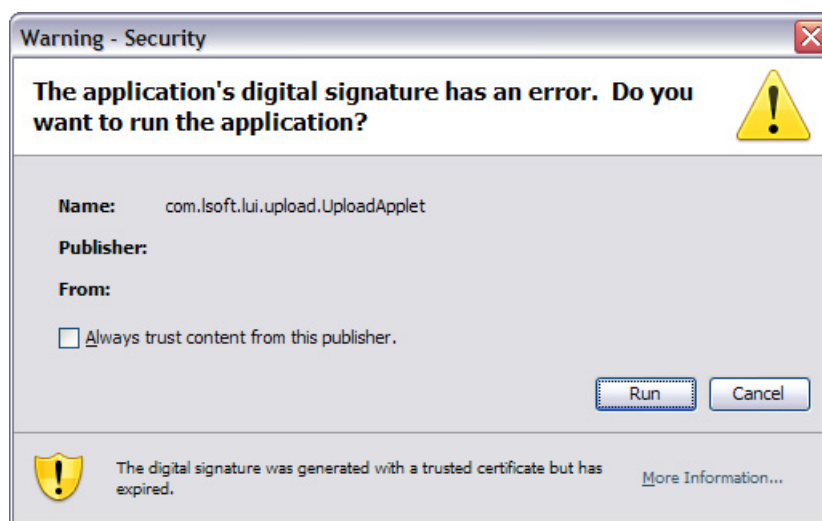 Warning - Security
The application's digital signature has an error. Do you
want to run the application?
Name: com.lsoft.lui.upload.UploadApplet
Publisher:
From:
Always trust content from this publisher.
Run Cancel
The digital signature was generated with a trusted certificate but has
expired.
More Information...